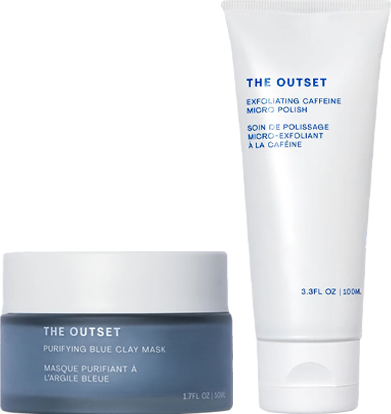 THE OUTSET
EXFOLIATING CAFFEINE
MICRO POLISH
SOIN DE POLISSAGE
MICRO-EXFOLIANT
À LA CAFÉINE
3.3FL OZ | 100ML
THE OUTSET
PURIFYING BLUE CLAY MASK
MASQUE PURIFIANT À
L'ARGILE BLEUE
1.7FL OZ | 50ML